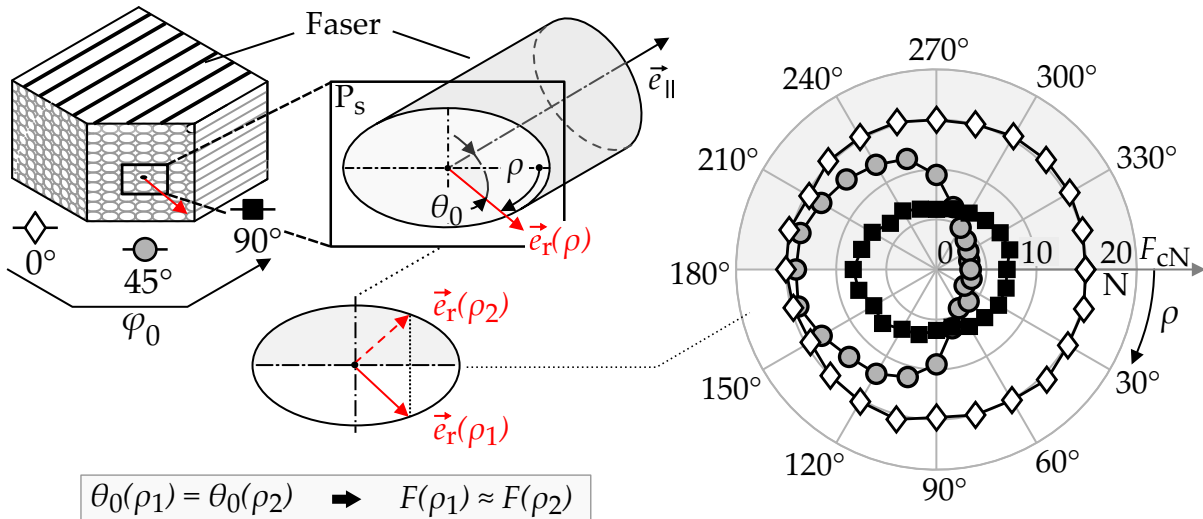 Faser
0°
45°
90°
φ₀
Pₛ
e⃗∥
ρ
θ₀
e⃗ᵣ(ρ)
e⃗ᵣ(ρ₂)
e⃗ᵣ(ρ₁)
270°
240°
300°
210°
330°
180°
0 10 20 F_cN
N
ρ
150°
30°
120°
60°
90°
θ₀(ρ₁) = θ₀(ρ₂) ➡ F(ρ₁) ≈ F(ρ₂)